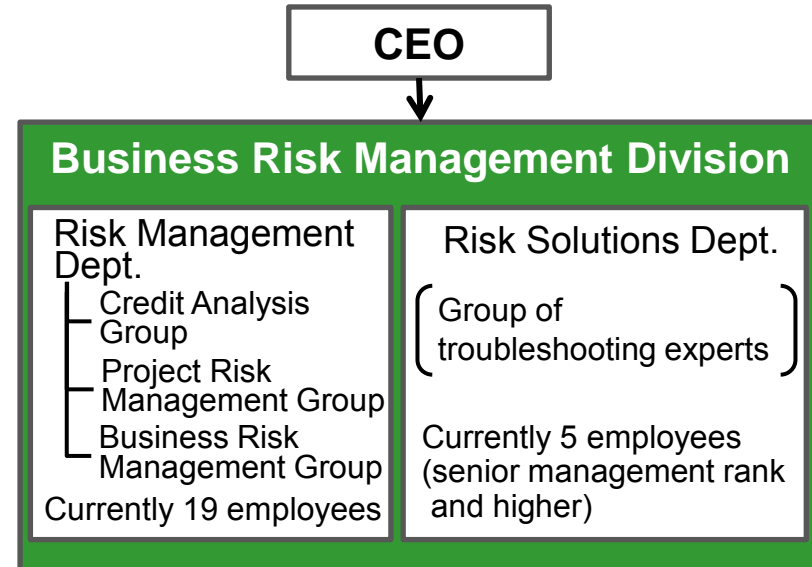 CEO
Business Risk Management Division
Risk Management
Dept.
Credit Analysis
Group
Project Risk
Management Group
Business Risk
Management Group
Currently 19 employees
Risk Solutions Dept.
Group of
troubleshooting experts
Currently 5 employees
(senior management rank
and higher)